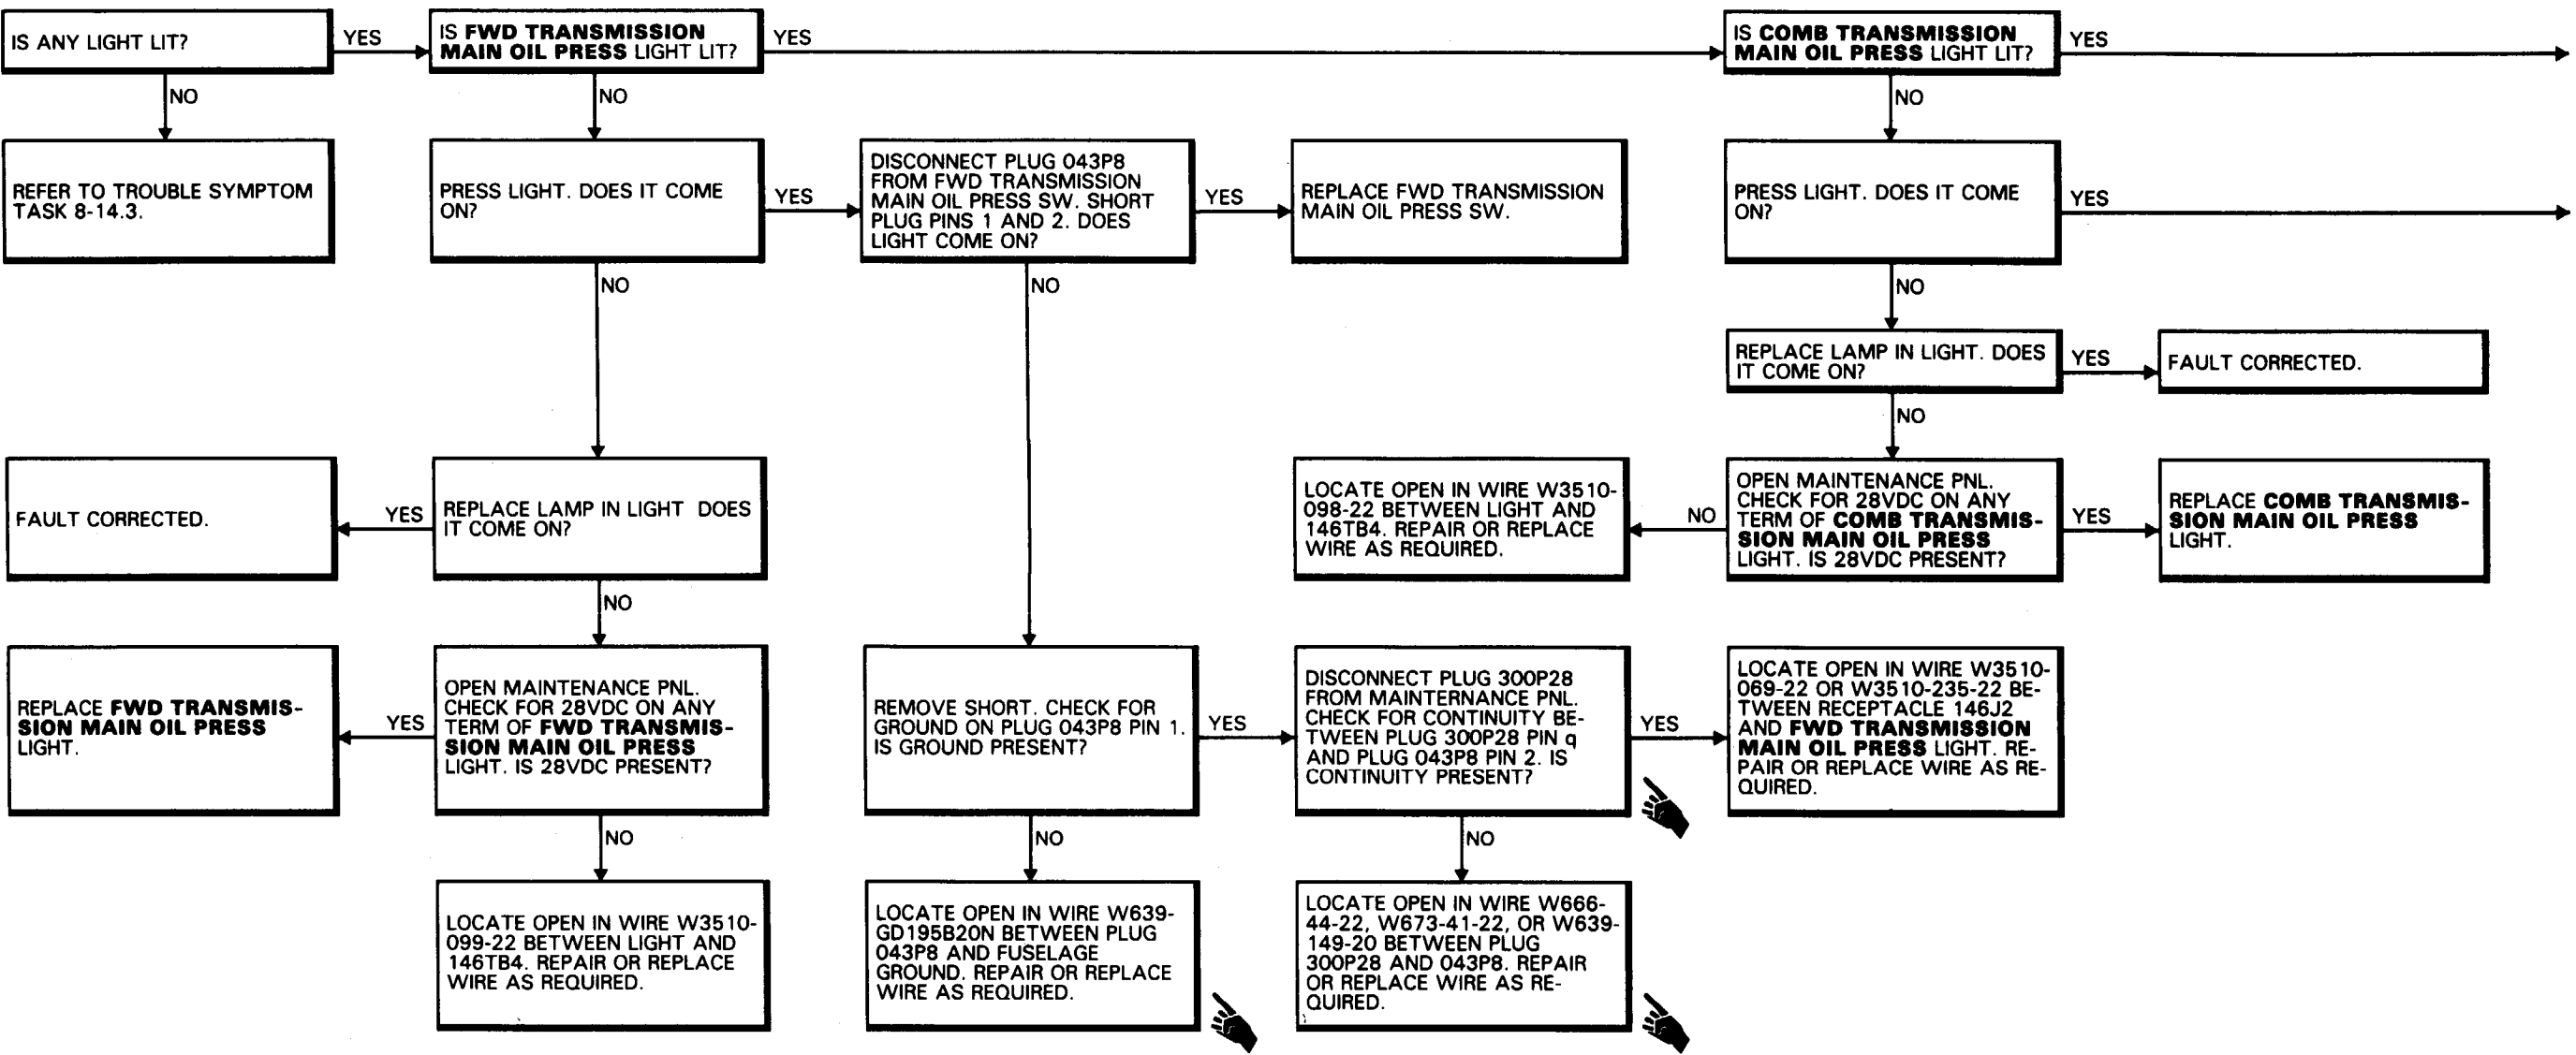 IS ANY LIGHT LIT?
YES
IS FWD TRANSMISSION
MAIN OIL PRESS LIGHT LIT?
YES
IS COMB TRANSMISSION
MAIN OIL PRESS LIGHT LIT?
YES
NO
NO
NO
REFER TO TROUBLE SYMPTOM
TASK 8-14.3.
PRESS LIGHT. DOES IT COME
ON?
YES
DISCONNECT PLUG 043P8
FROM FWD TRANSMISSION
MAIN OIL PRESS SW. SHORT
PLUG PINS 1 AND 2. DOES
LIGHT COME ON?
YES
REPLACE FWD TRANSMISSION
MAIN OIL PRESS SW.
PRESS LIGHT. DOES IT COME
ON?
YES
NO
NO
NO
REPLACE LAMP IN LIGHT. DOES
IT COME ON?
YES
FAULT CORRECTED.
NO
FAULT CORRECTED.
YES
REPLACE LAMP IN LIGHT DOES
IT COME ON?
LOCATE OPEN IN WIRE W3510-
098-22 BETWEEN LIGHT AND
146TB4. REPAIR OR REPLACE
WIRE AS REQUIRED.
NO
OPEN MAINTENANCE PNL.
CHECK FOR 28VDC ON ANY
TERM OF COMB TRANSMIS-
SION MAIN OIL PRESS
LIGHT. IS 28VDC PRESENT?
YES
REPLACE COMB TRANSMIS-
SION MAIN OIL PRESS
LIGHT.
NO
REPLACE FWD TRANSMIS-
SION MAIN OIL PRESS
LIGHT.
YES
OPEN MAINTENANCE PNL.
CHECK FOR 28VDC ON ANY
TERM OF FWD TRANSMIS-
SION MAIN OIL PRESS
LIGHT. IS 28VDC PRESENT?
REMOVE SHORT. CHECK FOR
GROUND ON PLUG 043P8 PIN 1.
IS GROUND PRESENT?
YES
DISCONNECT PLUG 300P28
FROM MAINTERNANCE PNL.
CHECK FOR CONTINUITY BE-
TWEEN PLUG 300P28 PIN q
AND PLUG 043P8 PIN 2. IS
CONTINUITY PRESENT?
YES
LOCATE OPEN IN WIRE W3510-
069-22 OR W3510-235-22 BE-
TWEEN RECEPTACLE 146J2
AND FWD TRANSMISSION
MAIN OIL PRESS LIGHT. RE-
PAIR OR REPLACE WIRE AS RE-
QUIRED.
NO
NO
NO
LOCATE OPEN IN WIRE W3510-
099-22 BETWEEN LIGHT AND
146TB4. REPAIR OR REPLACE
WIRE AS REQUIRED.
LOCATE OPEN IN WIRE W639-
GD195B20N BETWEEN PLUG
043P8 AND FUSELAGE
GROUND. REPAIR OR REPLACE
WIRE AS REQUIRED.
LOCATE OPEN IN WIRE W666-
44-22, W673-41-22, OR W639-
149-20 BETWEEN PLUG
300P28 AND 043P8. REPAIR
OR REPLACE WIRE AS RE-
QUIRED.